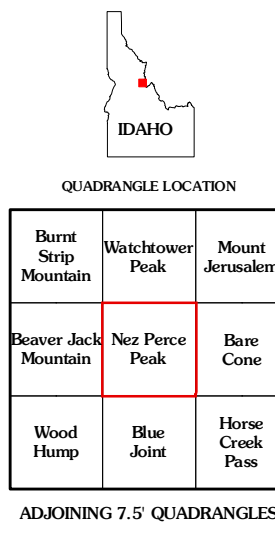 IDAHO
QUADRANGLE LOCATION
Burnt
Strip
Mountain
Watchtower
Peak
Mount
Jerusalem
Beaver Jack
Mountain
Nez Perce
Peak
Bare
Cone
Wood
Hump
Blue
Joint
Horse
Creek
Pass
ADJOINING 7.5' QUADRANGLES